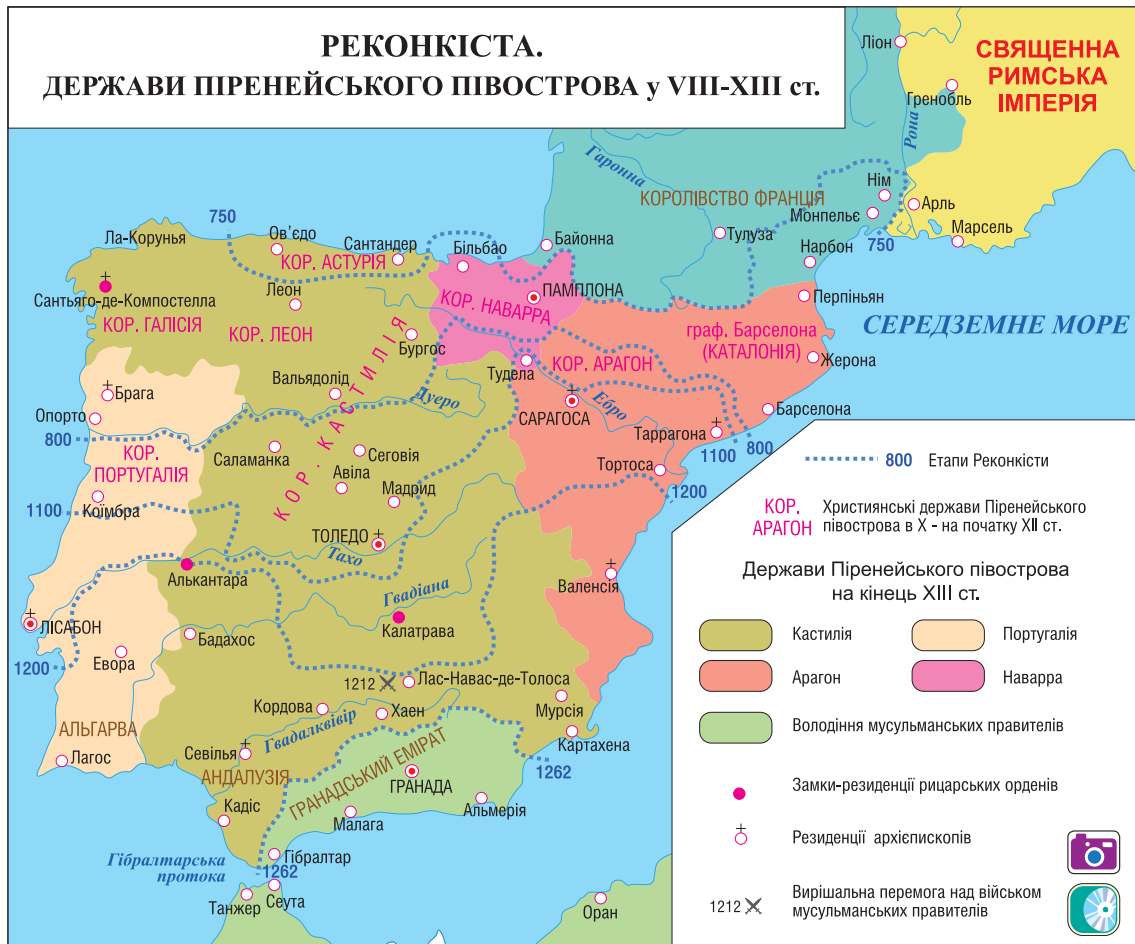 РЕКОНКІСТА.
ДЕРЖАВИ ПІРЕНЕЙСЬКОГО ПІВОСТРОВА у VIII-XIII ст.
Ліон
СВЯЩЕННА
РИМСЬКА
ІМПЕРІЯ
Гренобль
Рона
Гаронна
КОРОЛІВСТВО ФРАНЦІЯ
Нім
Монпельє
Арль
Марсель
750
Тулуза
Нарбон
Перпіньян
СЕРЕДЗЕМНЕ МОРЕ
750
Ла-Корунья
Ов’єдо
Сантандер
Більбао
Байонна
КОР. АСТУРІЯ
Сантьяго-де-Компостелла
КОР. ГАЛІСІЯ
Леон
КОР. ЛЕОН
КОР. НАВАРРА
ПАМПЛОНА
Бургос
КОР. КАСТИЛІЯ
Тудела
КОР. АРАГОН
граф. Барселона
(КАТАЛОНІЯ)
Жерона
Брага
Опорто
Вальядолід
Дуеро
САРАГОСА
Ебро
Барселона
Таррагона
800
1100
800
КОР.
ПОРТУГАЛІЯ
Саламанка
Сеговія
Авіла
Мадрид
Тортоса
1200
1100
Коїмбра
ТОЛЕДО
Тахо
Алькантара
Валенсія
Гвадіана
Калатрава
ЛІСАБОН
Бадахос
Евора
1200
1212
Лас-Навас-де-Толоса
Кордова
Хаен
Мурсія
Картахена
АЛЬГАРВА
Лагос
Севілья
Гвадалквівір
АНДАЛУЗІЯ
1262
ГРАНАДСЬКИЙ ЕМІРАТ
ГРАНАДА
Кадіс
Малага
Альмерія
Гібралтарська
протока
Гібралтар
1262
Сеута
Танжер
Оран
800
Етапи Реконкісти
КОР.
АРАГОН
Християнські держави Піренейського
півострова в X - на початку XII ст.
Держави Піренейського півострова
на кінець XIII ст.
Кастилія
Португалія
Арагон
Наварра
Володіння мусульманських правителів
Замки-резиденції рицарських орденів
Резиденції архієпископів
1212
Вирішальна перемога над військом
мусульманських правителів